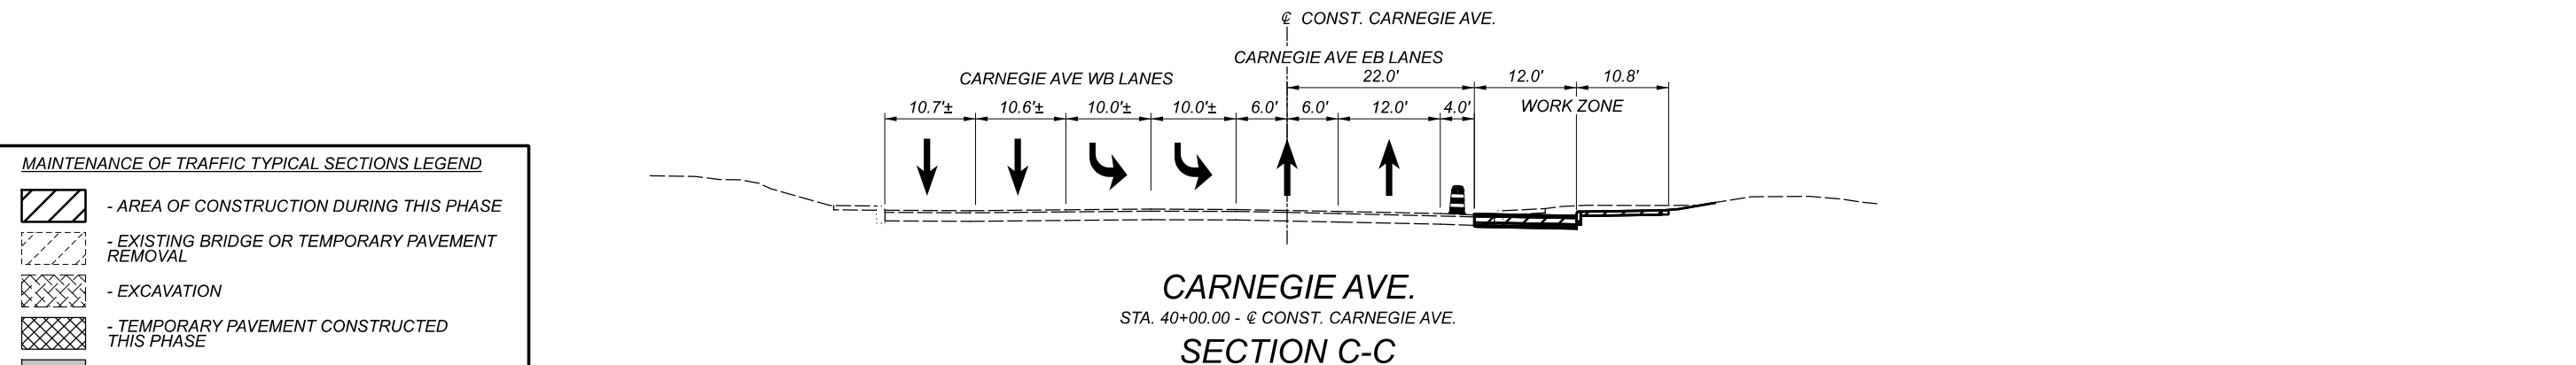 ℄ CONST. CARNEGIE AVE.
CARNEGIE AVE EB LANES
CARNEGIE AVE WB LANES
22.0' 12.0' 10.8'
10.7'± 10.6'± 10.0'± 10.0'± 6.0' 6.0' 12.0' 4.0' WORK ZONE
MAINTENANCE OF TRAFFIC TYPICAL SECTIONS LEGEND
- AREA OF CONSTRUCTION DURING THIS PHASE
- EXISTING BRIDGE OR TEMPORARY PAVEMENT
REMOVAL
- EXCAVATION
- TEMPORARY PAVEMENT CONSTRUCTED
THIS PHASE
CARNEGIE AVE.
STA. 40+00.00 - ℄ CONST. CARNEGIE AVE.
SECTION C-C